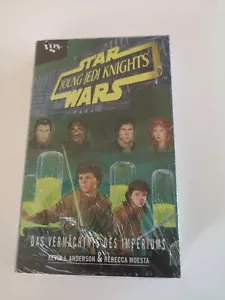 VGS
STAR
YOUNG JEDI KNIGHTS
WARS
DAS VERMÄCHTNIS DES IMPERIUMS
KEVIN J. ANDERSON & REBECCA MOESTA